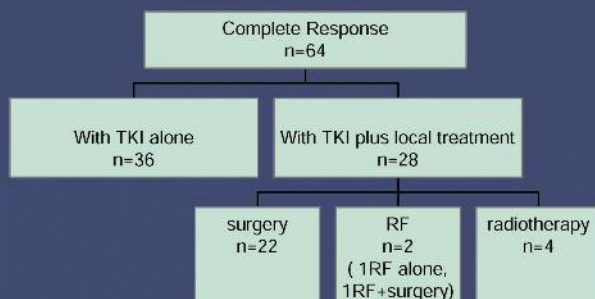 Complete Response
n=64
With TKI alone
n=36
With TKI plus local treatment
n=28
surgery
n=22
RF
n=2
( 1RF alone,
1RF+surgery)
radiotherapy
n=4